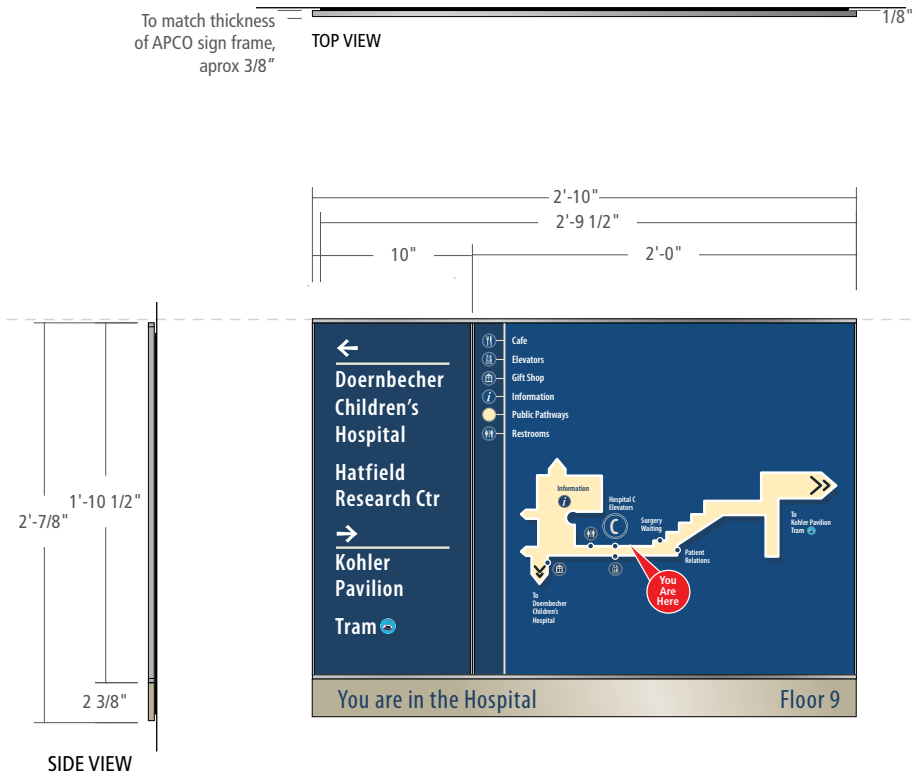 To match thickness
of APCO sign frame,
aprox 3/8"
TOP VIEW
1/8"
2'-10"
2'-9 1/2"
10"
2'-0"
1'-10 1/2"
2'-7/8"
2 3/8"
SIDE VIEW
Doernbecher
Children's
Hospital
Hatfield
Research Ctr
Kohler
Pavilion
Tram
Cafe
Elevators
Gift Shop
i Information
Public Pathways
Restrooms
Information
i
Hospital C
Elevators
C
Surgery
Waiting
Patient
Relations
To
Kohler Pavilion
Tram
You
Are
Here
To
Doernbecher
Children's
Hospital
You are in the Hospital
Floor 9